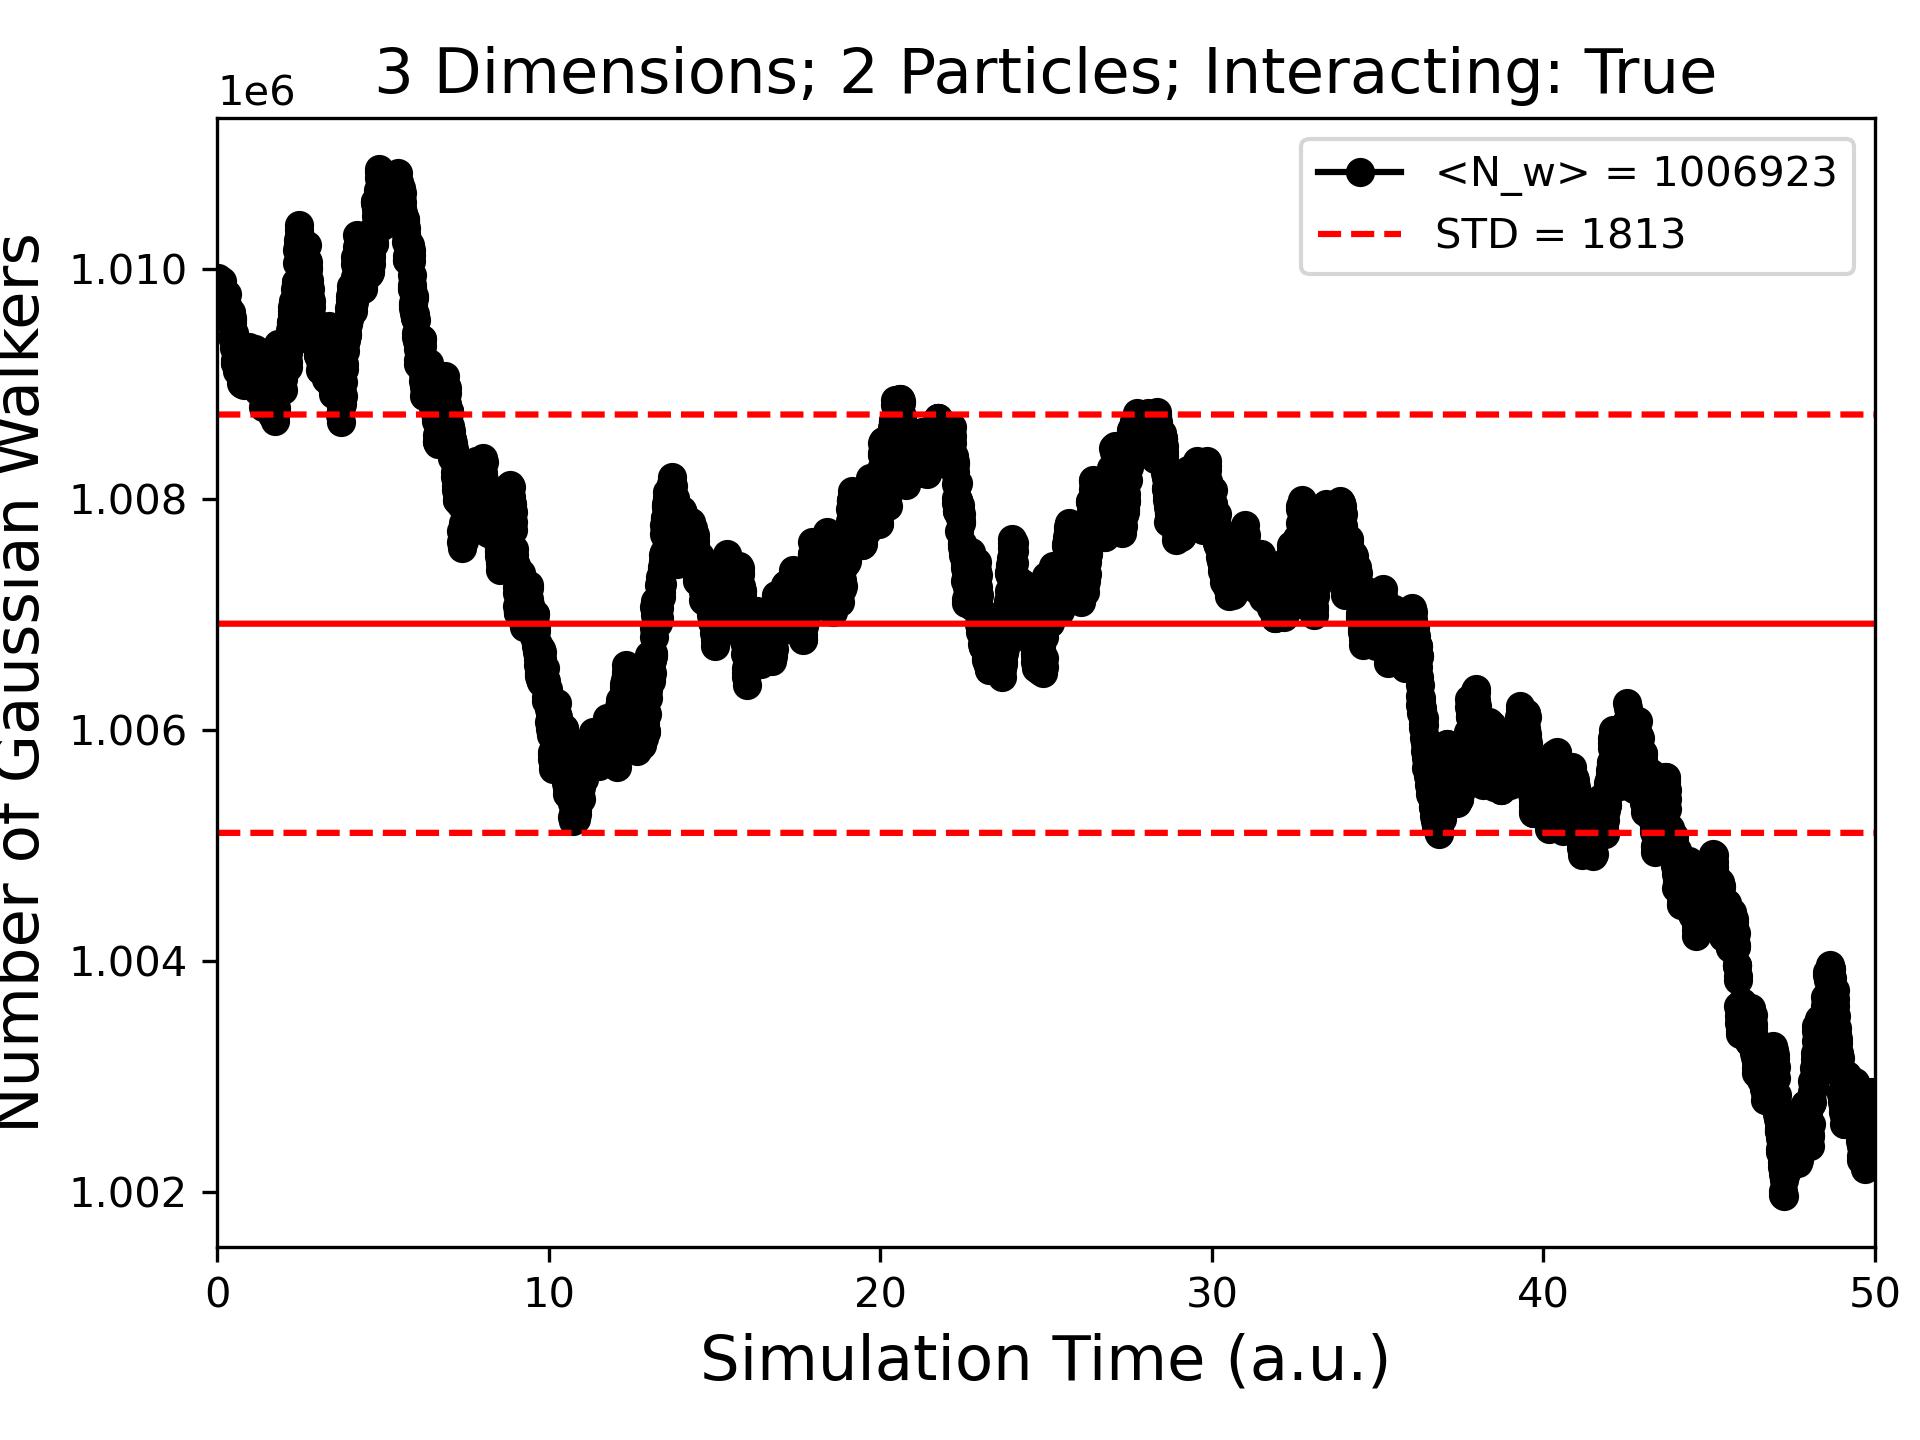 3 Dimensions; 2 Particles; Interacting: True
1e6
<N_w> = 1006923
STD = 1813
Number of Gaussian Walkers
1.010
1.008
1.006
1.004
1.002
0 10 20 30 40 50
Simulation Time (a.u.)